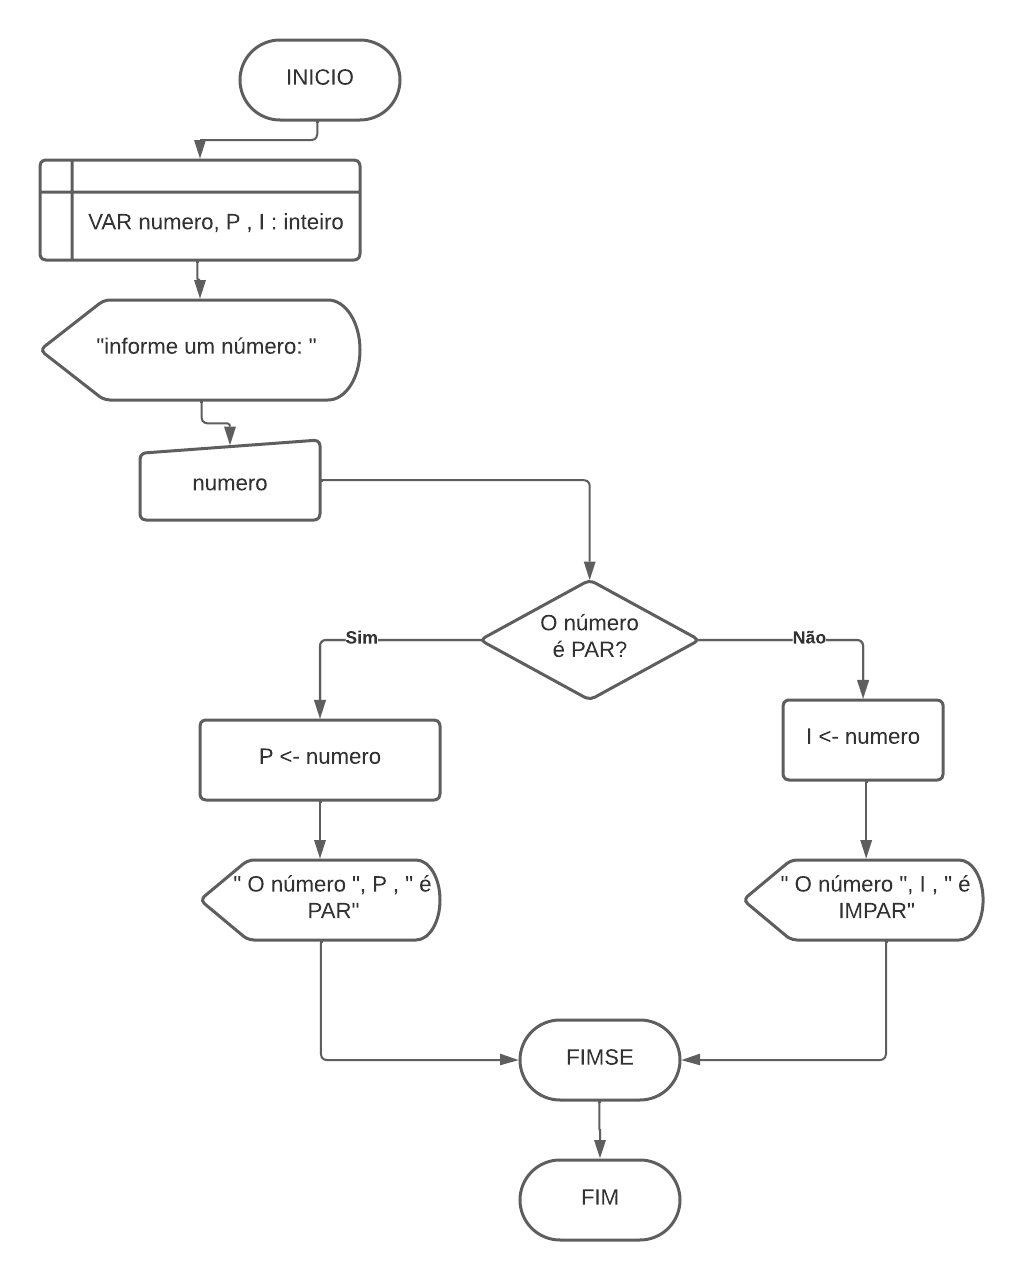 INICIO
VAR numero, P , I : inteiro
"informe um número: "
numero
O número
é PAR?
Sim
Não
P <- numero
I <- numero
" O número ", P , " é
PAR"
" O número ", I , " é
IMPAR"
FIMSE
FIM